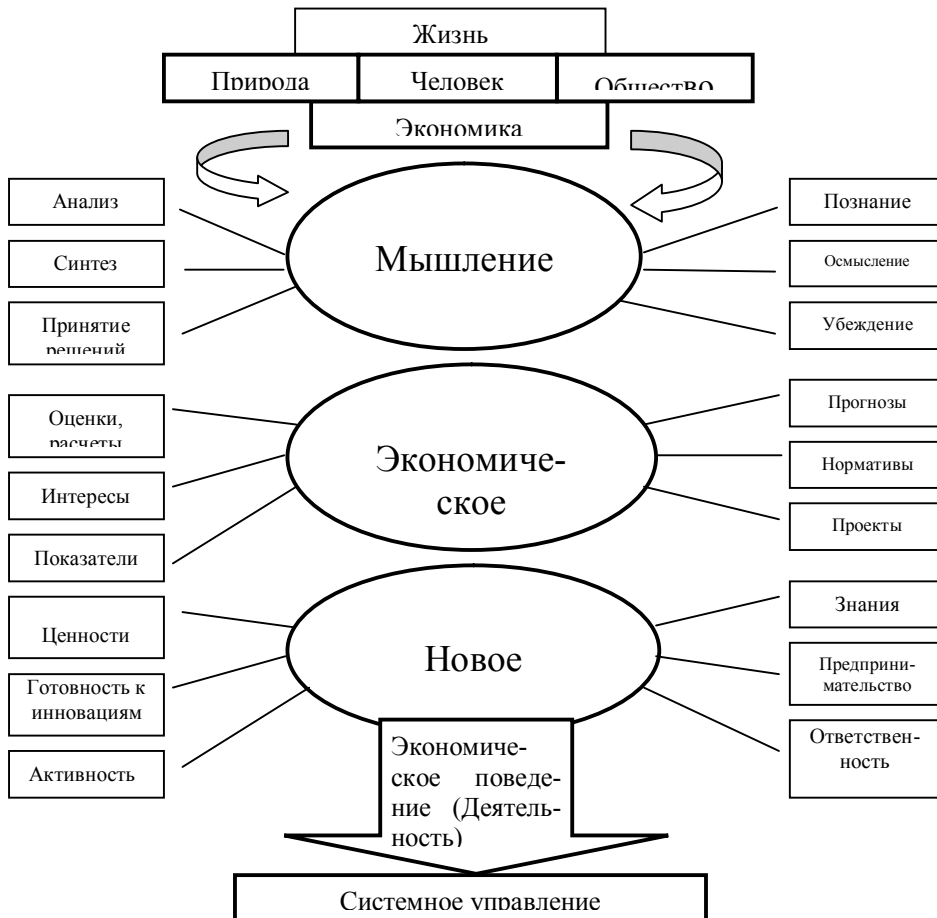 Жизнь
Природа
Человек
Общество
Экономика
Анализ
Синтез
Принятие
решений
Мышление
Познание
Осмысление
Убеждение
Оценки,
расчеты
Интересы
Показатели
Экономиче-
ское
Прогнозы
Нормативы
Проекты
Ценности
Готовность к
инновациям
Активность
Новое
Знания
Предприни-
мательство
Ответствен-
ность
Экономиче-
ское поведе-
ние (Деятель-
ность)
Системное управление